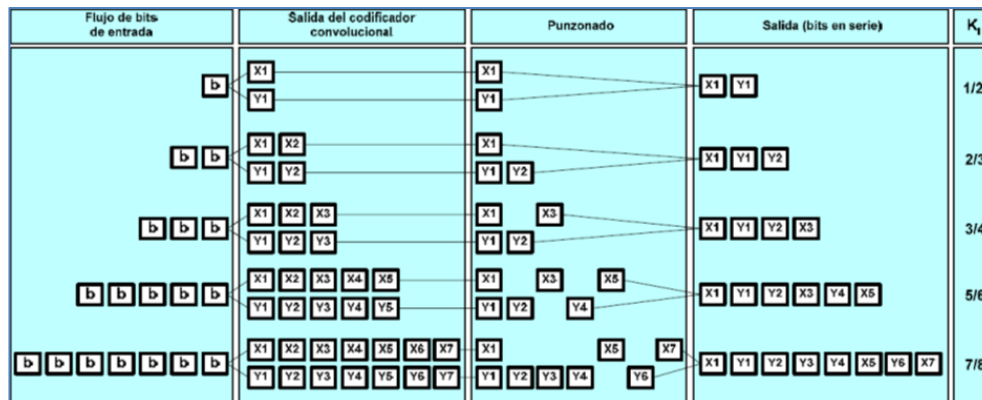 Flujo de bits de entrada
Salida del codificador convolucional
Punzonado
Salida (bits en serie)
K
b
X1
Y1
X1
Y1
X1 Y1
1/2
b b
X1 X2
Y1 Y2
X1
Y1 Y2
X1 Y1 Y2
2/3
b b b
X1 X2 X3
Y1 Y2 Y3
X1 X3
Y1 Y2
X1 Y1 Y2 X3
3/4
b b b b b
X1 X2 X3 X4 X5
Y1 Y2 Y3 Y4 Y5
X1 X3 X5
Y1 Y2 Y4
X1 Y1 Y2 X3 Y4 X5
5/6
b b b b b b b
X1 X2 X3 X4 X5 X6 X7
Y1 Y2 Y3 Y4 Y5 Y6 Y7
X1 X5 X7
Y1 Y2 Y3 Y4 Y6
X1 Y1 Y2 Y3 Y4 X5 Y6 X7
7/8